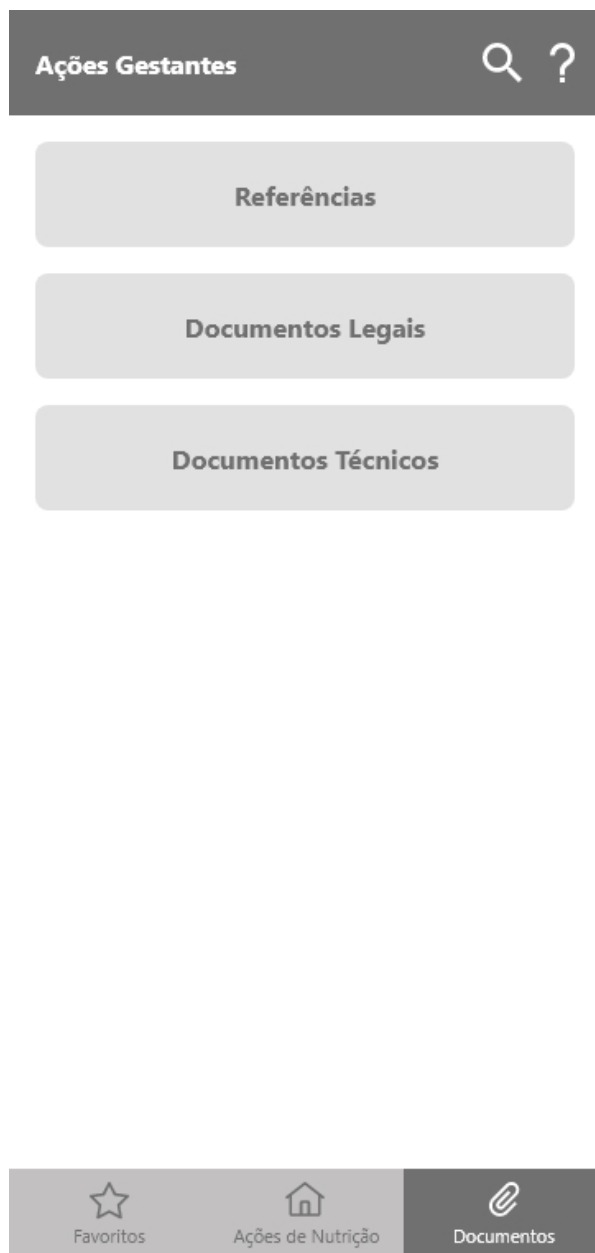 Ações Gestantes
Referências
Documentos Legais
Documentos Técnicos
Favoritos
Ações de Nutrição
Documentos